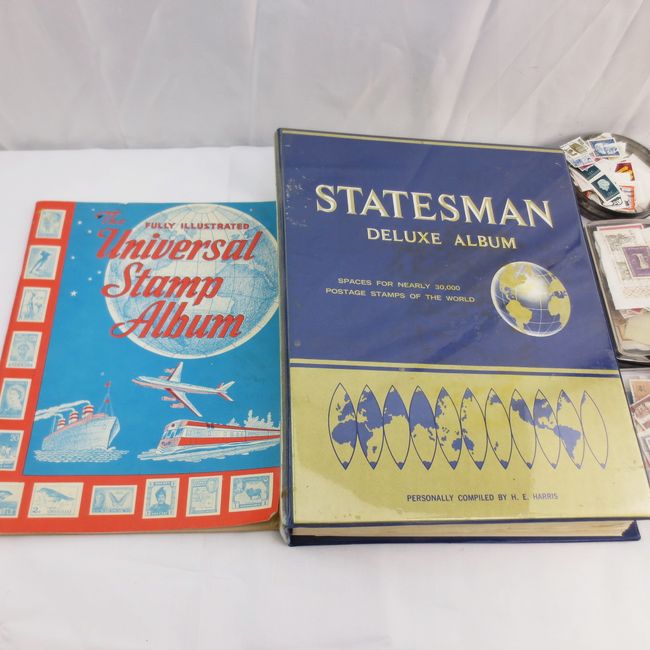 The
FULLY ILLUSTRATED
Universal
Stamp
Album
STATESMAN
DELUXE ALBUM
SPACES FOR NEARLY 30,000
POSTAGE STAMPS OF THE WORLD
PERSONALLY COMPILED BY H. E. HARRIS